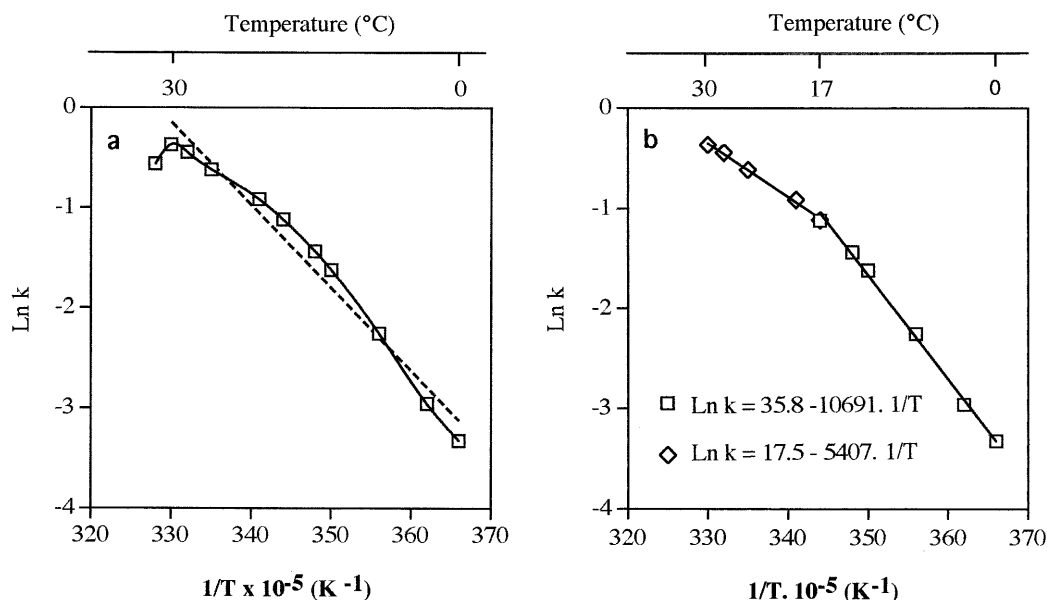 Temperature (°C)
30 0
0
a
-1
-2
-3
-4
Ln k
320 330 340 350 360 370
1/T x 10-5 (K -1)
Temperature (°C)
30 17 0
0
b
-1
-2
-3
-4
Ln k
Ln k = 35.8 -10691. 1/T
Ln k = 17.5 - 5407. 1/T
320 330 340 350 360 370
1/T. 10-5 (K -1)